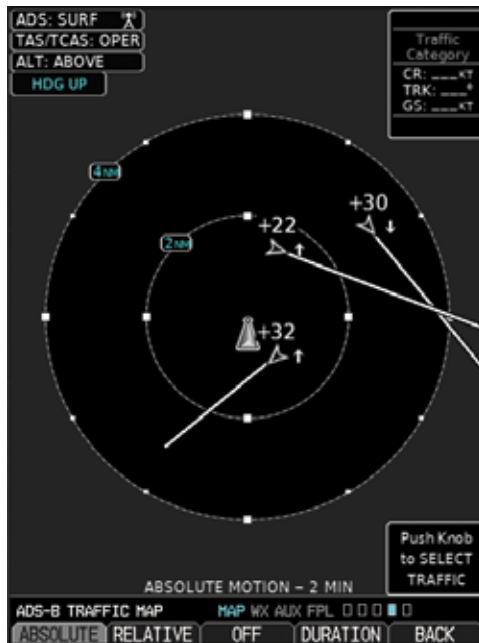 ADS: SURF
TAS/TCAS: OPER
ALT: ABOVE
HDG UP
Traffic
Category
CR: ___KT
TRK: ___°
GS: ___KT
4NM
+30
+22
2NM
+32
Push Knob
to SELECT
TRAFFIC
ABSOLUTE MOTION – 2 MIN
ADS-B TRAFFIC MAP MAP WX AUX FPL
ABSOLUTE RELATIVE OFF DURATION BACK